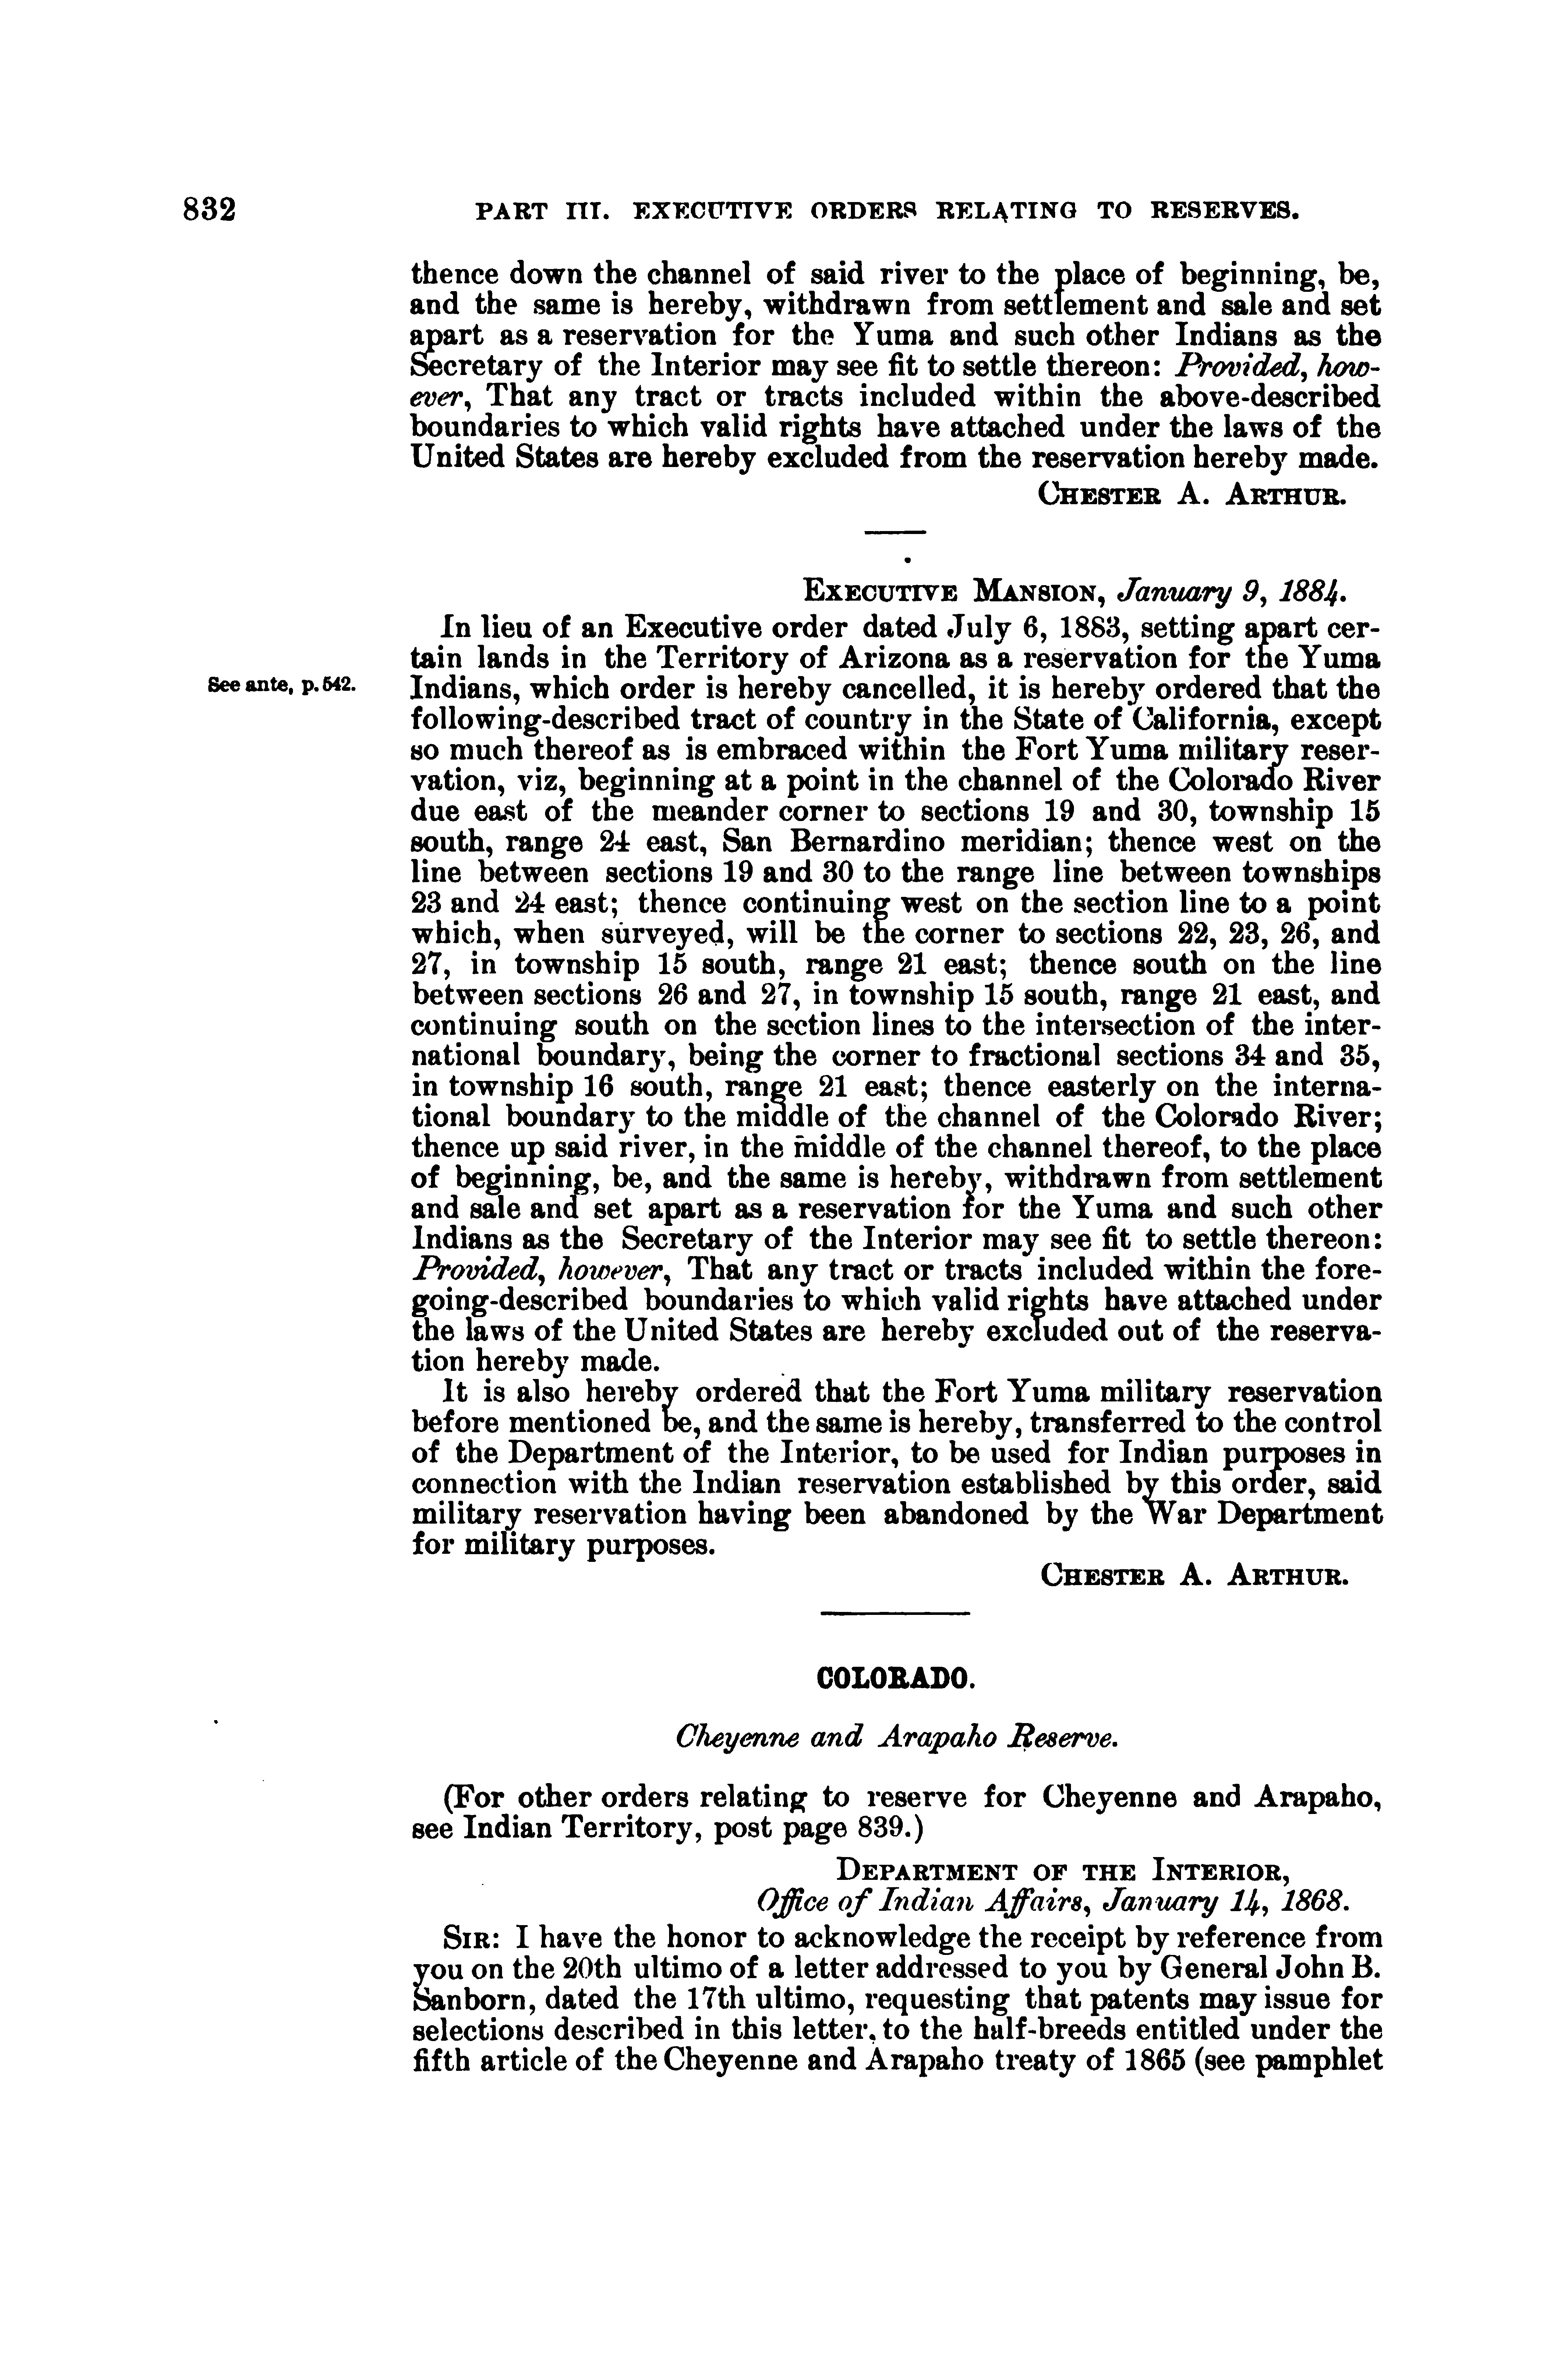 832 PART III. EXECUTIVE ORDERS RELATING TO RESERVES.
thence down the channel of said river to the place of beginning, be,
and the same is hereby, withdrawn from settlement and sale and set
apart as a reservation for the Yuma and such other Indians as the
Secretary of the Interior may see fit to settle thereon: Provided, how-
ever, That any tract or tracts included within the above-described
boundaries to which valid rights have attached under the laws of the
United States are hereby excluded from the reservation hereby made.
CHESTER A. ARTHUR.
EXECUTIVE MANSION, January 9, 1884.
In lieu of an Executive order dated July 6, 1883, setting apart cer-
tain lands in the Territory of Arizona as a reservation for the Yuma
See ante, p. 542.
Indians, which order is hereby cancelled, it is hereby ordered that the
following-described tract of country in the State of California, except
so much thereof as is embraced within the Fort Yuma military reser-
vation, viz, beginning at a point in the channel of the Colorado River
due east of the meander corner to sections 19 and 30, township 15
south, range 24 east, San Bernardino meridian; thence west on the
line between sections 19 and 30 to the range line between townships
23 and 24 east; thence continuing west on the section line to a point
which, when surveyed, will be the corner to sections 22, 23, 26, and
27, in township 15 south, range 21 east; thence south on the line
between sections 26 and 27, in township 15 south, range 21 east, and
continuing south on the section lines to the intersection of the inter-
national boundary, being the corner to fractional sections 34 and 35,
in township 16 south, range 21 east; thence easterly on the interna-
tional boundary to the middle of the channel of the Colorado River;
thence up said river, in the middle of the channel thereof, to the place
of beginning, be, and the same is hereby, withdrawn from settlement
and sale and set apart as a reservation for the Yuma and such other
Indians as the Secretary of the Interior may see fit to settle thereon:
Provided, however, That any tract or tracts included within the fore-
going-described boundaries to which valid rights have attached under
the laws of the United States are hereby excluded out of the reserva-
tion hereby made.
It is also hereby ordered that the Fort Yuma military reservation
before mentioned be, and the same is hereby, transferred to the control
of the Department of the Interior, to be used for Indian purposes in
connection with the Indian reservation established by this order, said
military reservation having been abandoned by the War Department
for military purposes.
CHESTER A. ARTHUR.
COLORADO.
Cheyenne and Arapaho Reserve.
(For other orders relating to reserve for Cheyenne and Arapaho,
see Indian Territory, post page 839.)
DEPARTMENT OF THE INTERIOR,
Office of Indian Affairs, January 14, 1868.
SIR: I have the honor to acknowledge the receipt by reference from
you on the 20th ultimo of a letter addressed to you by General John B.
Sanborn, dated the 17th ultimo, requesting that patents may issue for
selections described in this letter, to the half-breeds entitled under the
fifth article of the Cheyenne and Arapaho treaty of 1865 (see pamphlet